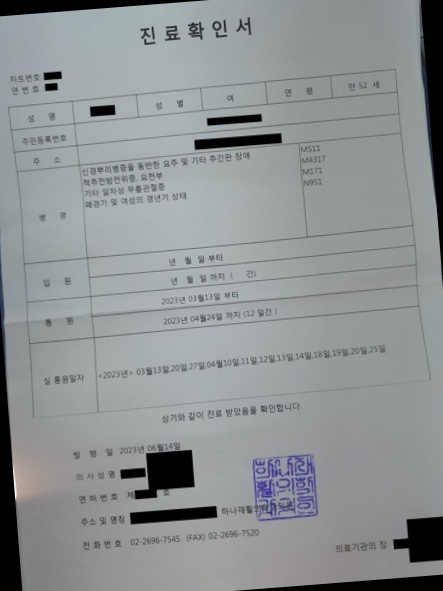 진료확인서
차트번호
연 번 호
성 명 성 별 여 연 령 만 52 세
주민등록번호
주 소
병 명
신경뿌리병증을 동반한 요추 및 기타 추간판 장애 M511
척추전방전위증, 요천부 M4317
기타 일차성 무릎관절증 M171
폐경기 및 여성의 갱년기 상태 N951
입 원
년 월 일 부터
년 월 일 까지 ( 간)
통 원
2023년 03월13일 부터
2023년 04월24일 까지 (12 일간 )
실 통원일자 <2023년> 03월13일,20일,27일,04월10일,11일,12일,13일,14일,18일,19일,20일,25일
상기와 같이 진료 받았음을 확인합니다.
발 행 일 2023년 06월14일
의 사 성 명
면 허 번 호 제 호
주소 및 명칭 하나재활의학과의원
전 화 번 호 02-2696-7545 (FAX) 02-2696-7520
의료기관의 장